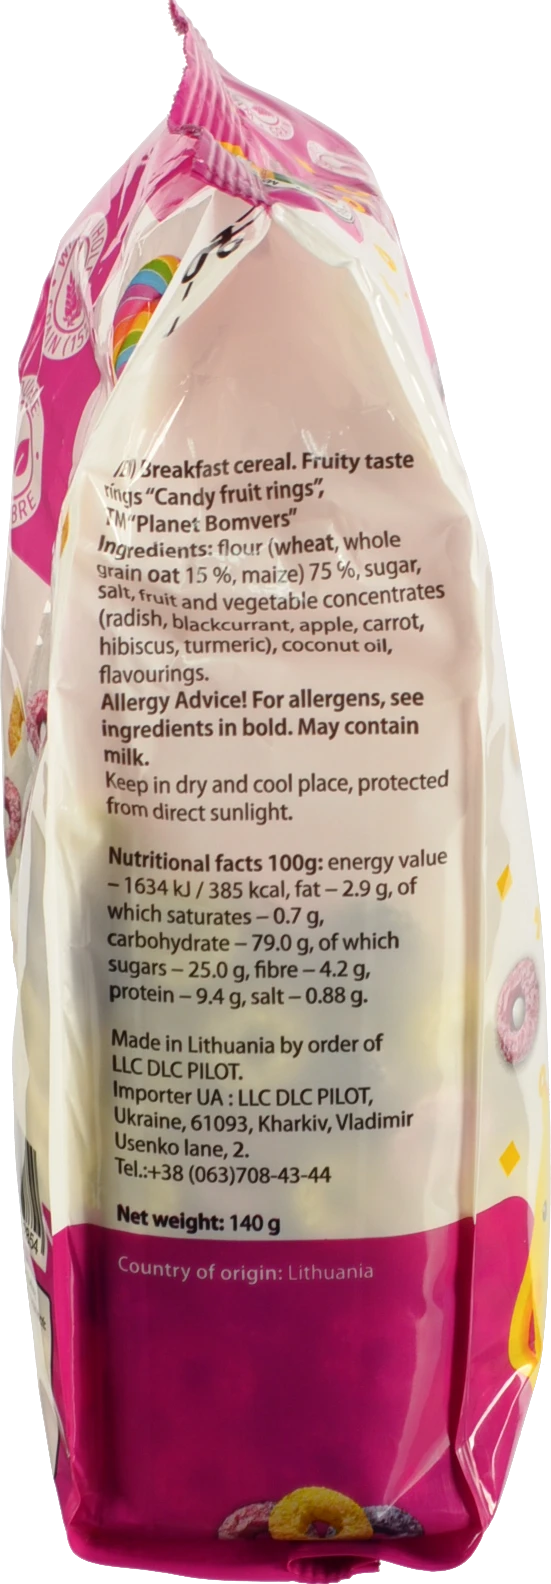 WHOLE
GRAIN (15
FIBRE
(EN) Breakfast cereal. Fruity taste
rings "Candy fruit rings",
TM"Planet Bomvers"
Ingredients: flour (wheat, whole
grain oat 15 %, maize) 75 %, sugar,
salt, fruit and vegetable concentrates
(radish, blackcurrant, apple, carrot,
hibiscus, turmeric), coconut oil,
flavourings.
Allergy Advice! For allergens, see
ingredients in bold. May contain
milk.
Keep in dry and cool place, protected
from direct sunlight.
Nutritional facts 100g: energy value
– 1634 kJ / 385 kcal, fat – 2.9 g, of
which saturates – 0.7 g,
carbohydrate – 79.0 g, of which
sugars – 25.0 g, fibre – 4.2 g,
protein – 9.4 g, salt – 0.88 g.
Made in Lithuania by order of
LLC DLC PILOT.
Importer UA : LLC DLC PILOT,
Ukraine, 61093, Kharkiv, Vladimir
Usenko lane, 2.
Tel.:+38 (063)708-43-44
Net weight: 140 g
Country of origin: Lithuania